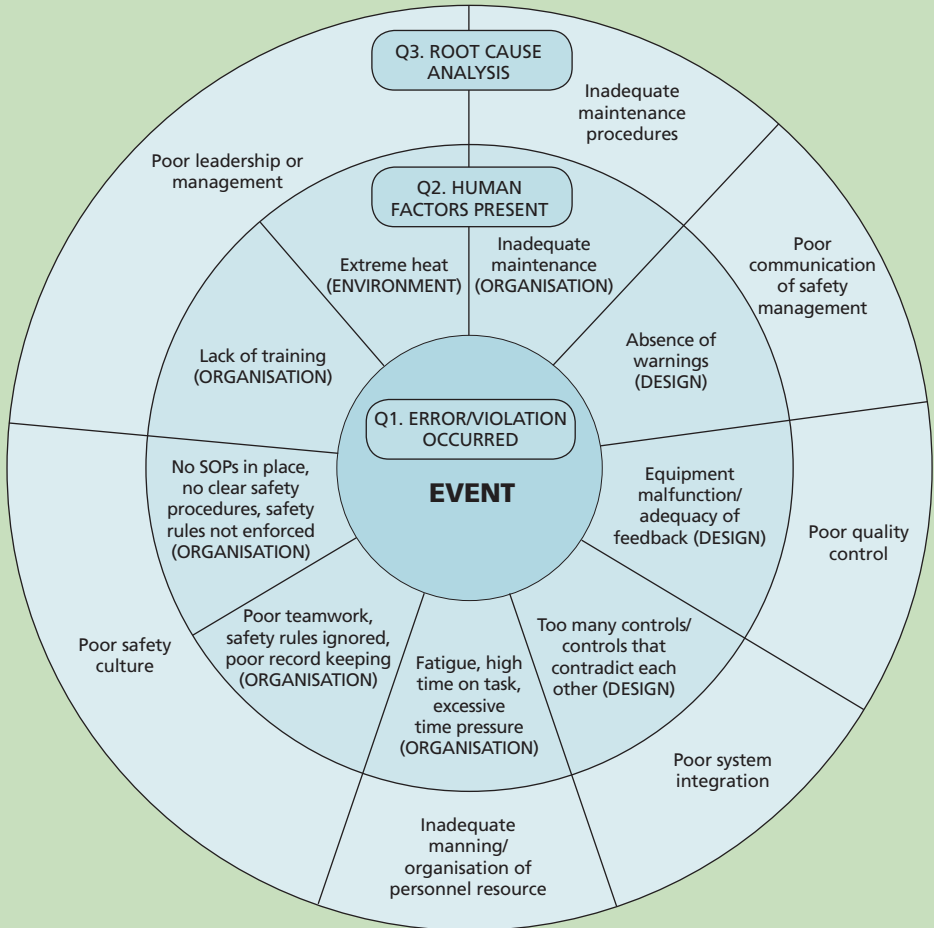 Q3. ROOT CAUSE
ANALYSIS
Inadequate
maintenance
procedures
Poor leadership or
management
Q2. HUMAN
FACTORS PRESENT
Poor
communication
of safety
management
Extreme heat
(ENVIRONMENT)
Inadequate
maintenance
(ORGANISATION)
Absence of
warnings
(DESIGN)
Lack of training
(ORGANISATION)
Q1. ERROR/VIOLATION
OCCURRED
EVENT
No SOPs in place,
no clear safety
procedures, safety
rules not enforced
(ORGANISATION)
Equipment
malfunction/
adequacy of
feedback (DESIGN)
Poor quality
control
Poor safety
culture
Poor teamwork,
safety rules ignored,
poor record keeping
(ORGANISATION)
Fatigue, high
time on task,
excessive
time pressure
(ORGANISATION)
Too many controls/
controls that
contradict each
other (DESIGN)
Poor system
integration
Inadequate
manning/
organisation of
personnel resource